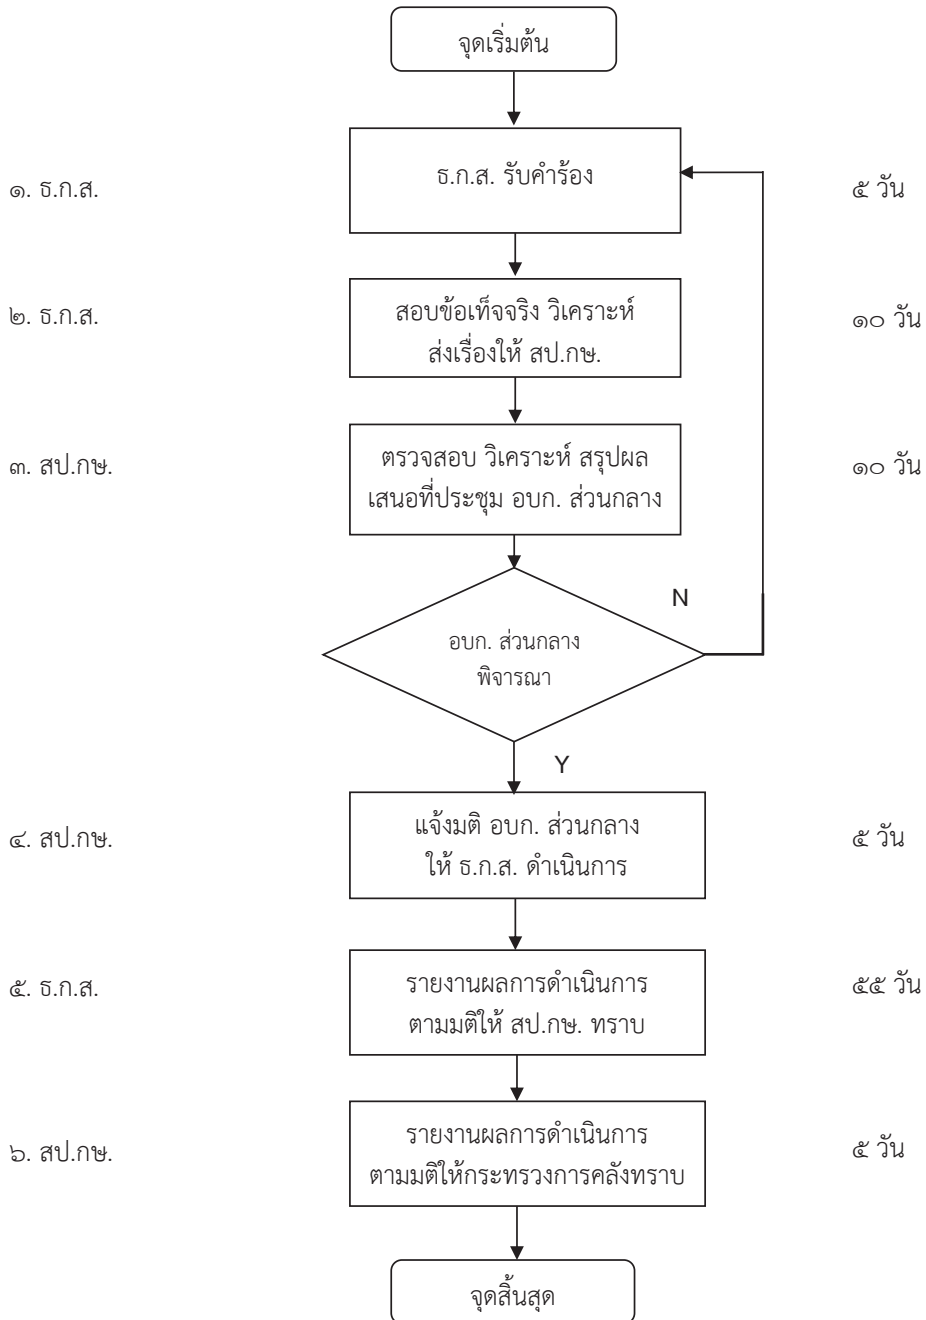 จุดเริ่มต้น
๑. ธ.ก.ส.
ธ.ก.ส. รับคำร้อง
๕ วัน
๒. ธ.ก.ส.
สอบข้อเท็จจริง วิเคราะห์
ส่งเรื่องให้ สป.กษ.
๑๐ วัน
๓. สป.กษ.
ตรวจสอบ วิเคราะห์ สรุปผล
เสนอที่ประชุม อบก. ส่วนกลาง
๑๐ วัน
N
อบก. ส่วนกลาง
พิจารณา
Y
๔. สป.กษ.
แจ้งมติ อบก. ส่วนกลาง
ให้ ธ.ก.ส. ดำเนินการ
๕ วัน
๕. ธ.ก.ส.
รายงานผลการดำเนินการ
ตามมติให้ สป.กษ. ทราบ
๕๕ วัน
๖. สป.กษ.
รายงานผลการดำเนินการ
ตามมติให้กระทรวงการคลังทราบ
๕ วัน
จุดสิ้นสุด